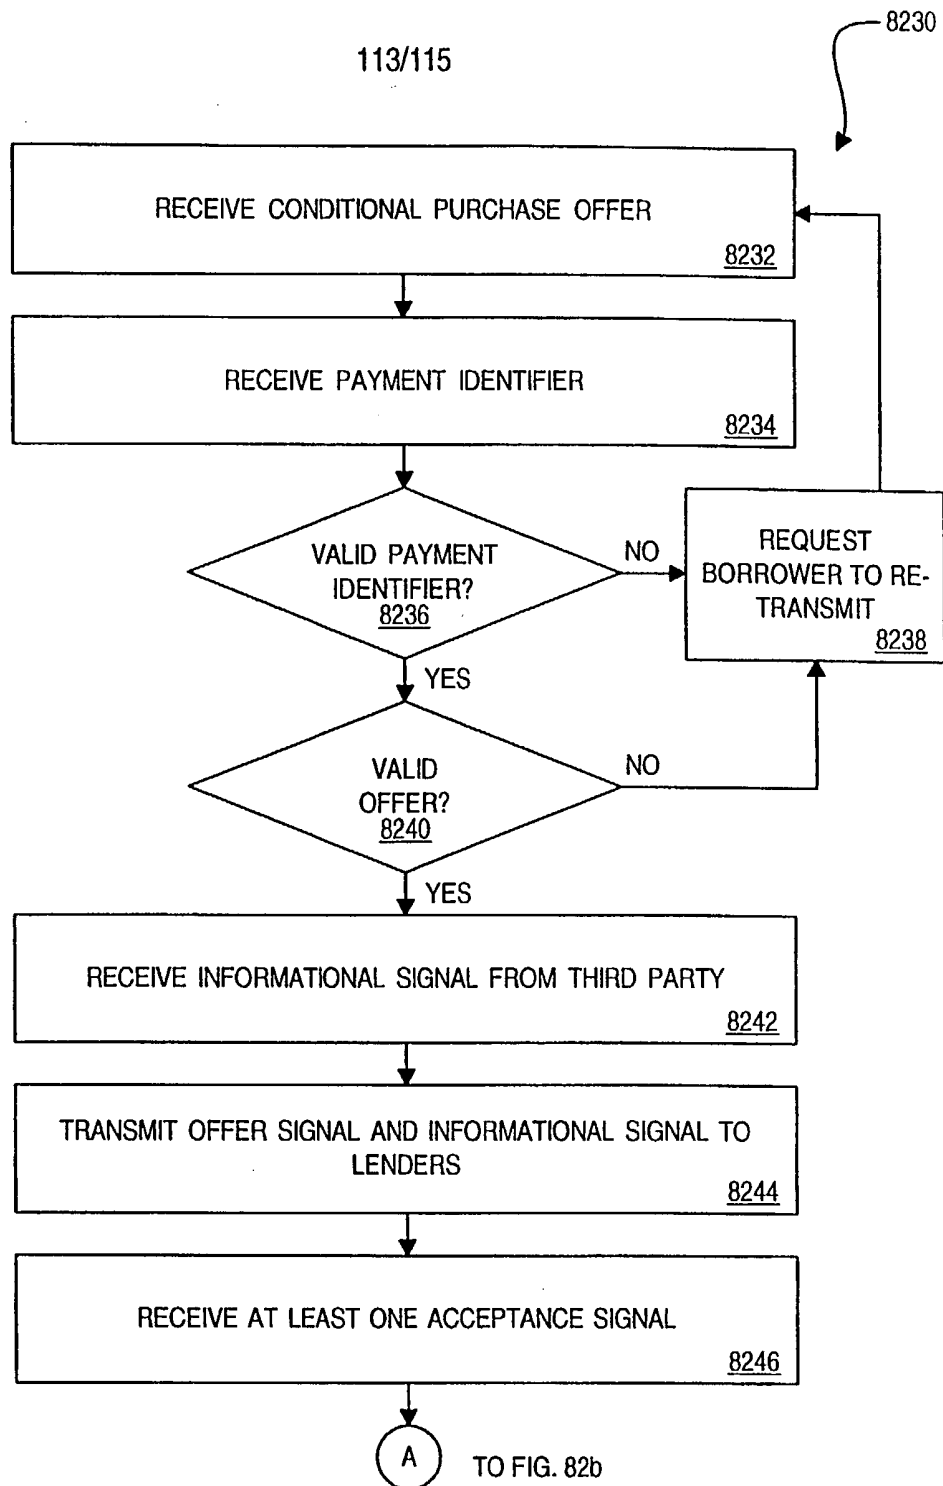 8230
113/115
RECEIVE CONDITIONAL PURCHASE OFFER
8232
RECEIVE PAYMENT IDENTIFIER
8234
VALID PAYMENT
IDENTIFIER?
8236
NO
REQUEST
BORROWER TO RE-
TRANSMIT
8238
YES
VALID
OFFER?
8240
NO
YES
RECEIVE INFORMATIONAL SIGNAL FROM THIRD PARTY
8242
TRANSMIT OFFER SIGNAL AND INFORMATIONAL SIGNAL TO
LENDERS
8244
RECEIVE AT LEAST ONE ACCEPTANCE SIGNAL
8246
A
TO FIG. 82b